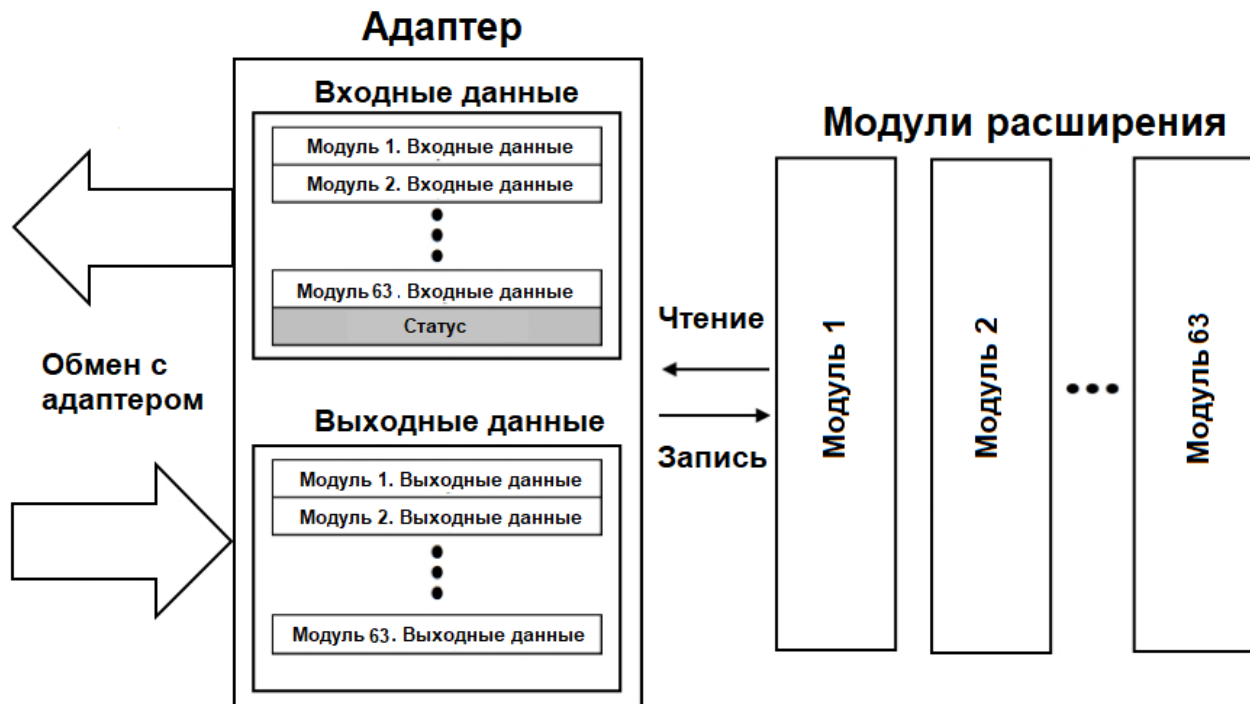 Адаптер
Входные данные
Модуль 1. Входные данные
Модуль 2. Входные данные
Модуль 63 . Входные данные
Статус
Обмен с
адаптером
Выходные данные
Модуль 1. Выходные данные
Модуль 2. Выходные данные
Модуль 63. Выходные данные
Чтение
Запись
Модули расширения
Модуль 1
Модуль 2
Модуль 63